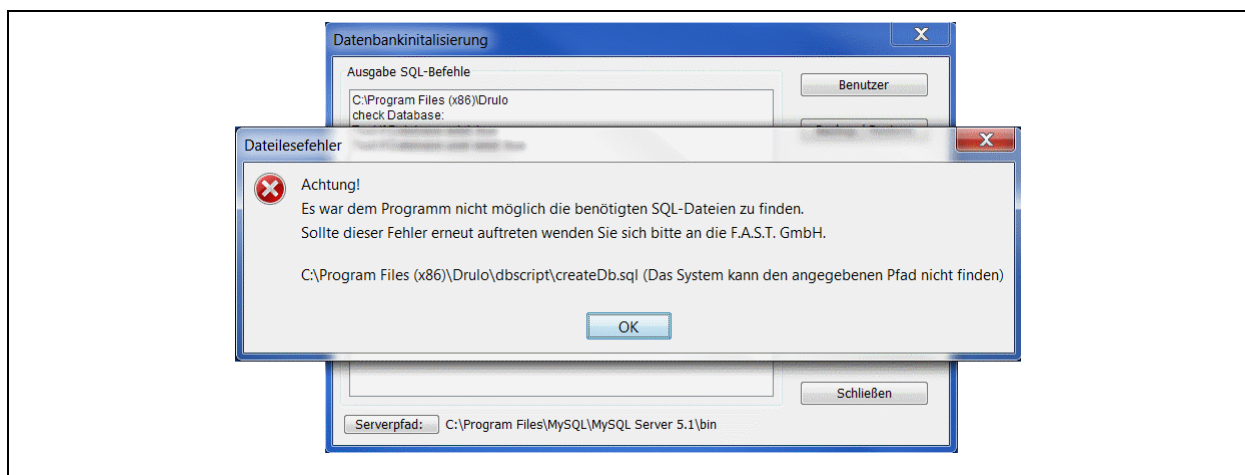 Datenbankinitalisierung
Ausgabe SQL-Befehle
Benutzer
C:\Program Files (x86)\Drulo
check Database:
Dateilesefehler
Achtung!
Es war dem Programm nicht möglich die benötigten SQL-Dateien zu finden.
Sollte dieser Fehler erneut auftreten wenden Sie sich bitte an die F.A.S.T. GmbH.
C:\Program Files (x86)\Drulo\dbscript\createDb.sql (Das System kann den angegebenen Pfad nicht finden)
OK
Schließen
Serverpfad: C:\Program Files\MySQL\MySQL Server 5.1\bin